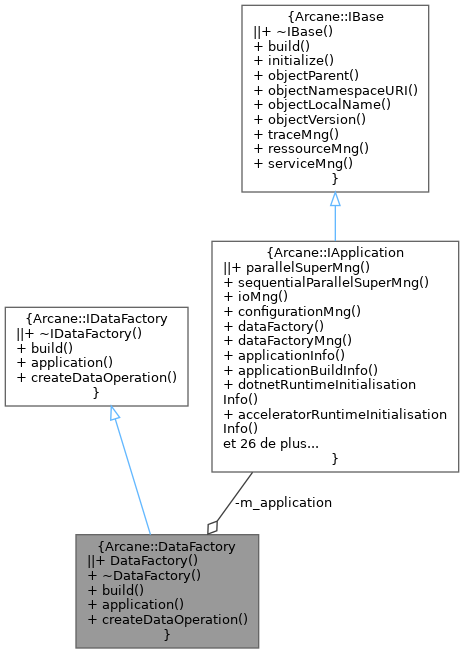 {Arcane::IBase
||+ ~IBase()
+ build()
+ initialize()
+ objectParent()
+ objectNamespaceURI()
+ objectLocalName()
+ objectVersion()
+ traceMng()
+ ressourceMng()
+ serviceMng()
}
{Arcane::IApplication
||+ parallelSuperMng()
+ sequentialParallelSuperMng()
+ ioMng()
+ configurationMng()
+ dataFactory()
+ dataFactoryMng()
+ applicationInfo()
+ applicationBuildInfo()
+ dotnetRuntimeInitialisation
Info()
+ acceleratorRuntimeInitialisation
Info()
et 26 de plus...
}
{Arcane::IDataFactory
||+ ~IDataFactory()
+ build()
+ application()
+ createDataOperation()
}
-m_application
{Arcane::DataFactory
||+ DataFactory()
+ ~DataFactory()
+ build()
+ application()
+ createDataOperation()
}